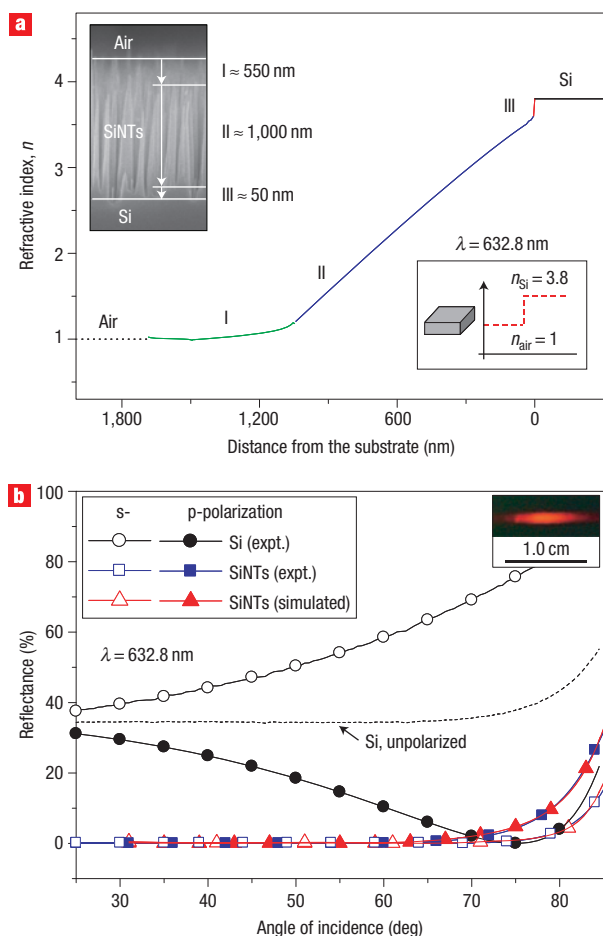 a
Air
SiNTs
Si
I ≈ 550 nm
II ≈ 1,000 nm
III ≈ 50 nm
Refractive index, n
4
3
2
1
Air
I
II
III
Si
λ = 632.8 nm
nSi = 3.8
nair = 1
1,800
1,200
600
0
Distance from the substrate (nm)
b
s-
p-polarization
Si (expt.)
SiNTs (expt.)
SiNTs (simulated)
1.0 cm
λ = 632.8 nm
Si, unpolarized
Reflectance (%)
100
80
60
40
20
0
30
40
50
60
70
80
Angle of incidence (deg)